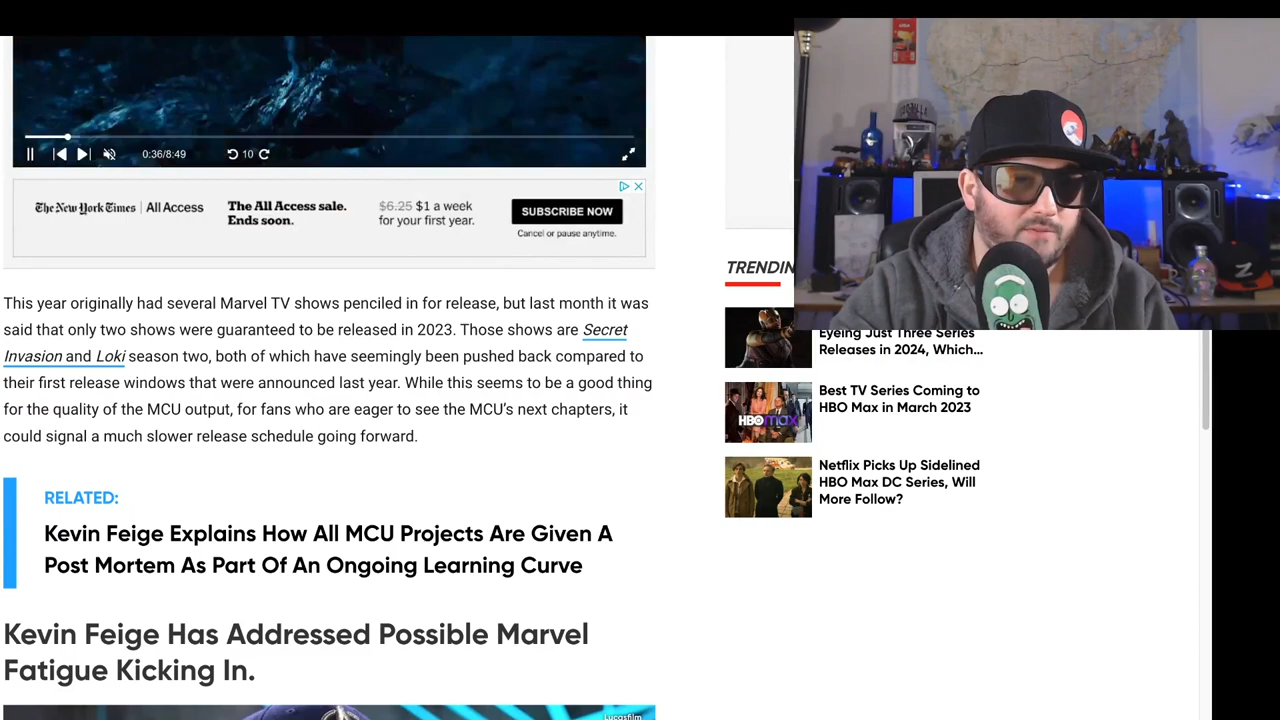 0:36/8:49
10
The New York Times | All Access
The All Access sale.
Ends soon.
$6.25 $1 a week
for your first year.
SUBSCRIBE NOW
Cancel or pause anytime.
This year originally had several Marvel TV shows penciled in for release, but last month it was
said that only two shows were guaranteed to be released in 2023. Those shows are Secret
Invasion and Loki season two, both of which have seemingly been pushed back compared to
their first release windows that were announced last year. While this seems to be a good thing
for the quality of the MCU output, for fans who are eager to see the MCU’s next chapters, it
could signal a much slower release schedule going forward.
RELATED:
Kevin Feige Explains How All MCU Projects Are Given A
Post Mortem As Part Of An Ongoing Learning Curve
Kevin Feige Has Addressed Possible Marvel
Fatigue Kicking In.
Lucasfilm
TRENDIN
Eyeing Just Three Series
Releases in 2024, Which...
Best TV Series Coming to
HBO Max in March 2023
HBOmax
Netflix Picks Up Sidelined
HBO Max DC Series, Will
More Follow?
Z